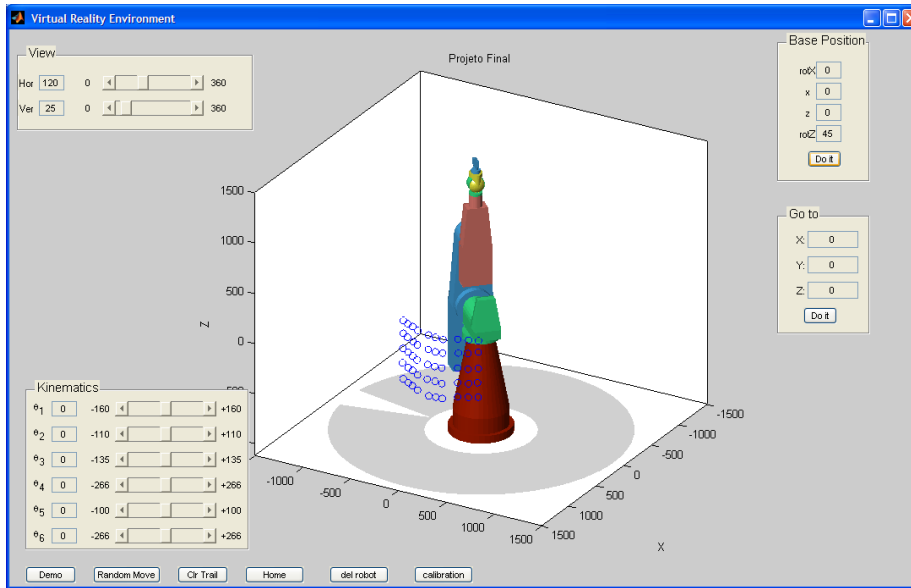 Virtual Reality Environment
View
Hor 120 0 360
Ver 25 0 360
Projeto Final
Base Position
rotX 0
x 0
z 0
rotZ 45
Do it
Go to
X: 0
Y: 0
Z: 0
Do it
1500
1000
500
0
Z
-1000
-500
0
500
1000
1500
-1500
-1000
-500
0
500
1000
1500
X
Kinematics
θ1 0 -160 +160
θ2 0 -110 +110
θ3 0 -135 +135
θ4 0 -266 +266
θ5 0 -100 +100
θ6 0 -266 +266
Demo Random Move Clr Trail Home del robot calibration